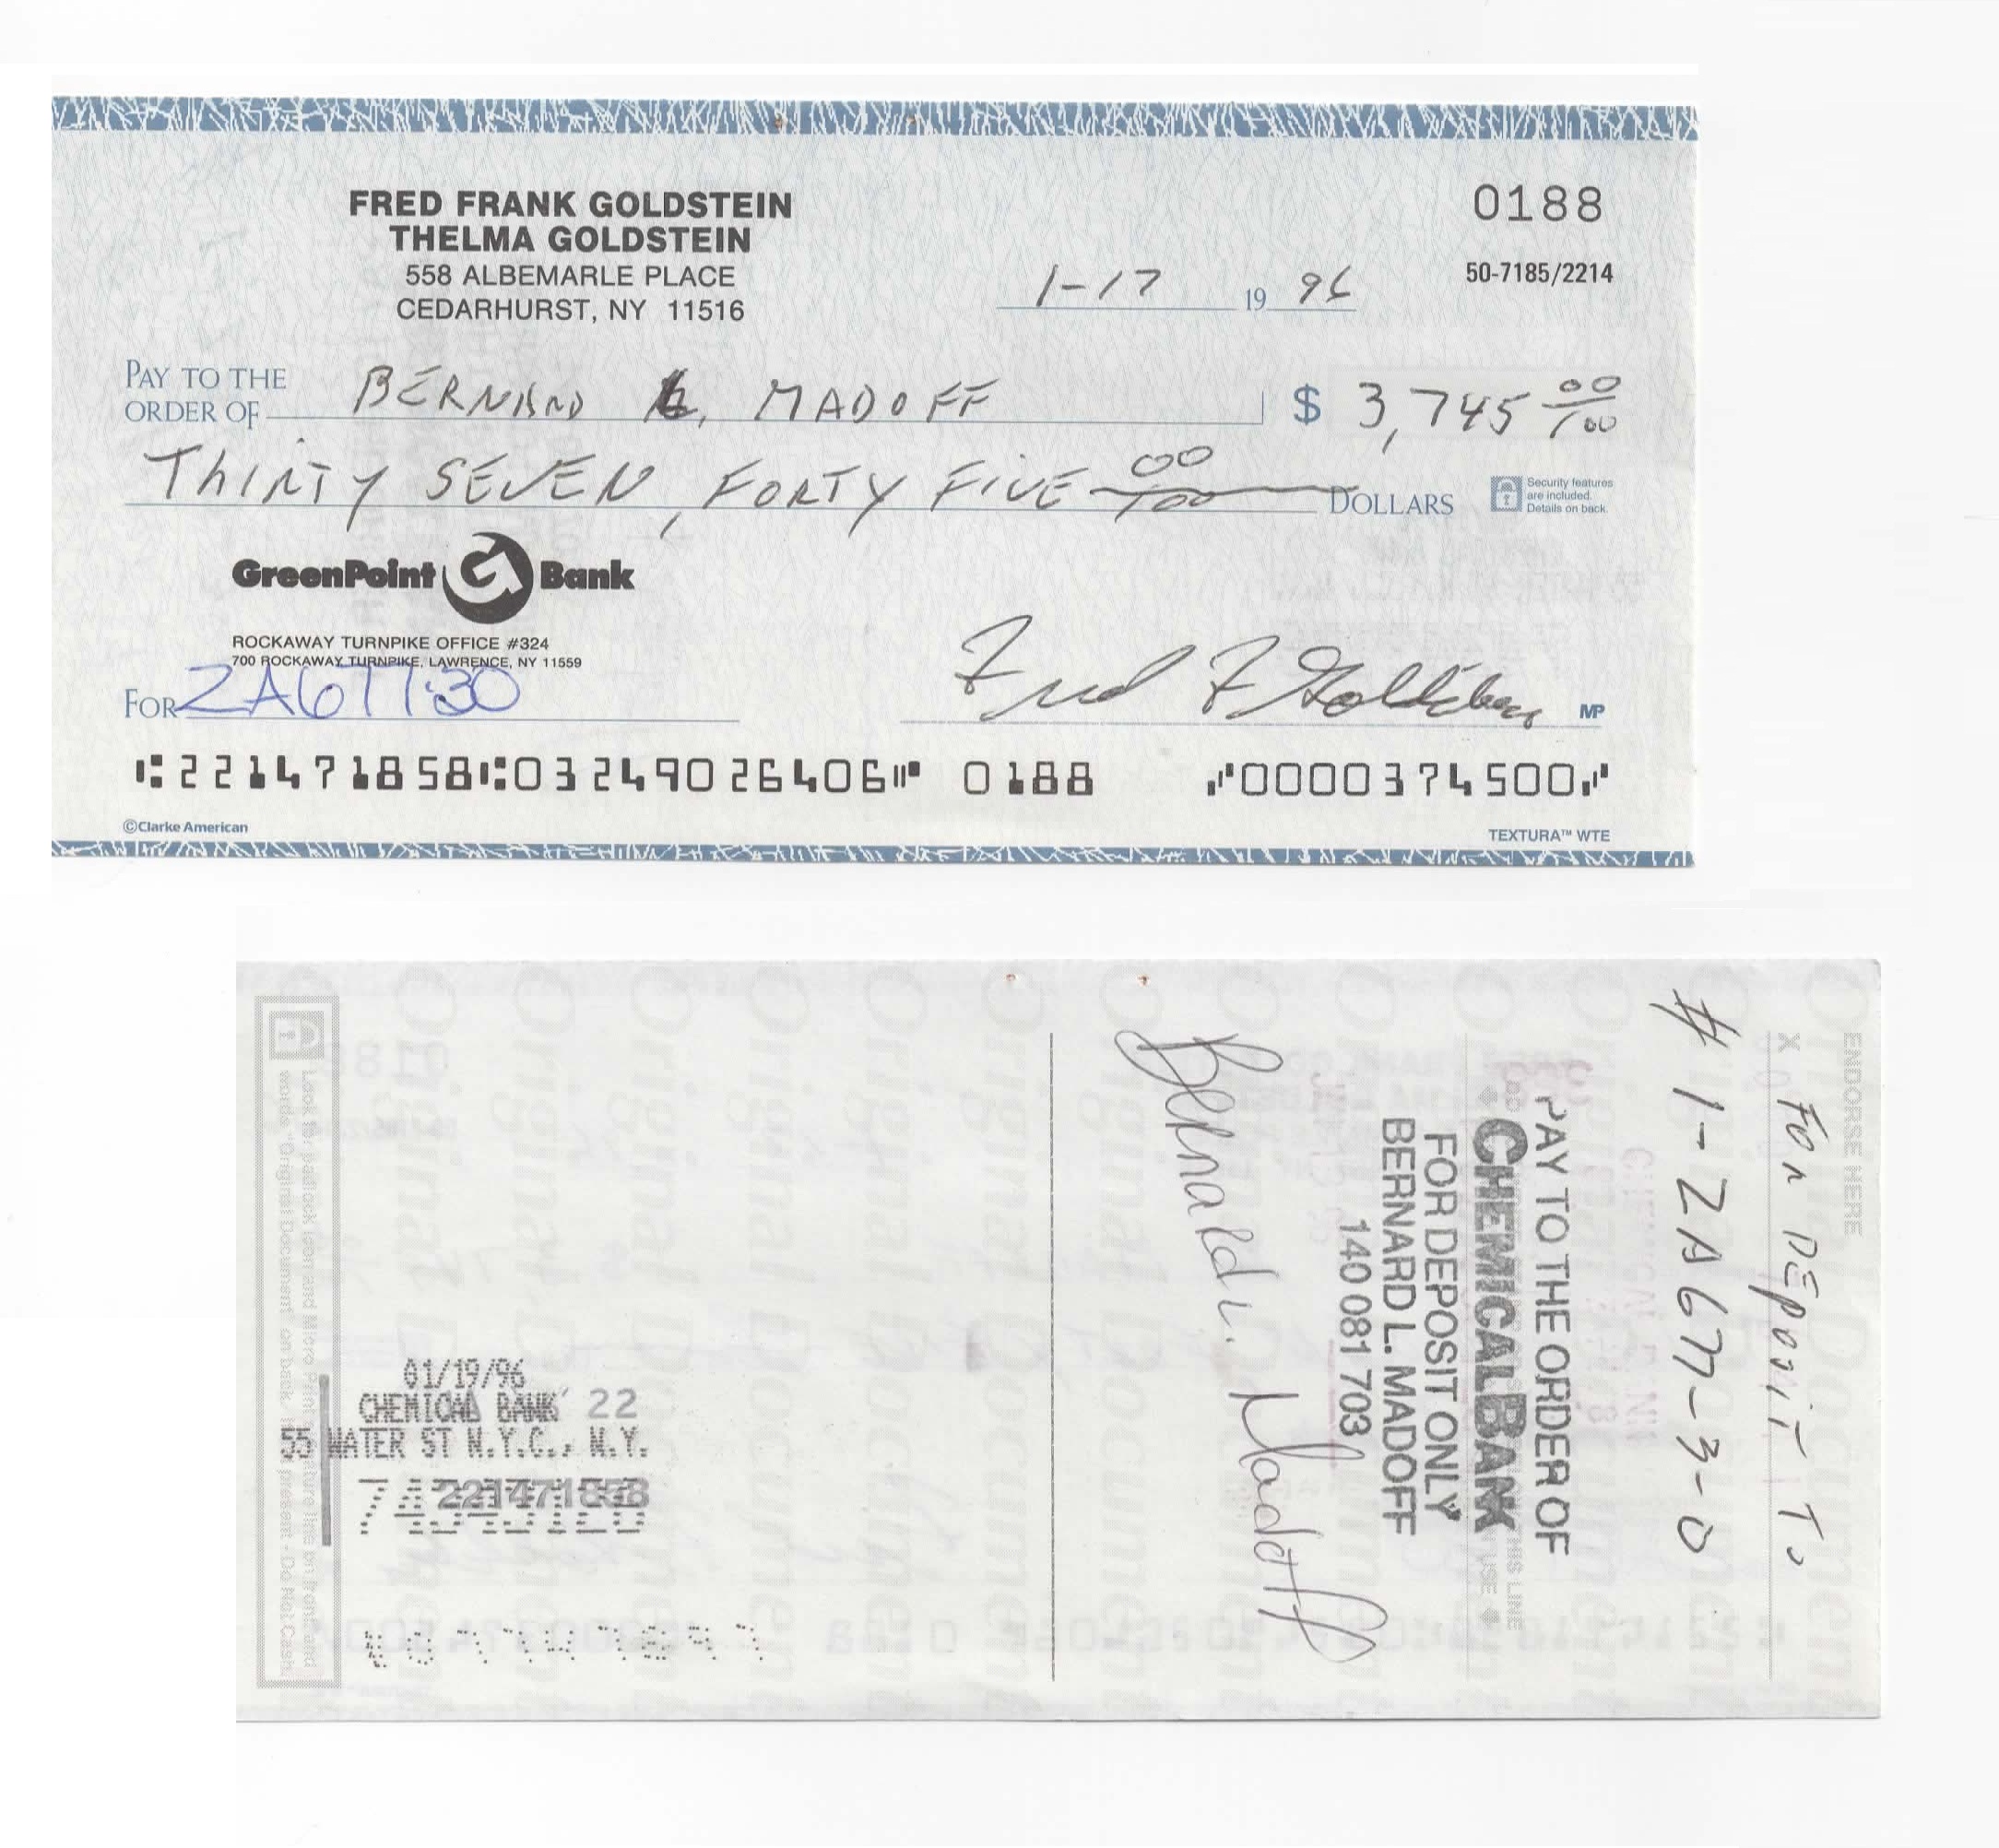 FRED FRANK GOLDSTEIN
THELMA GOLDSTEIN
558 ALBEMARLE PLACE
CEDARHURST, NY 11516
0188
50-7185/2214
1-17 19 96
PAY TO THE ORDER OF BERNARD L. MADOFF $ 3,745 00/100
THIRTY SEVEN, FORTY FIVE 00/100 DOLLARS
Security features are included. Details on back.
GreenPoint Bank
ROCKAWAY TURNPIKE OFFICE #324
700 ROCKAWAY TURNPIKE, LAWRENCE, NY 11559
FOR ZA67730
Fred F Goldstein
MP
⑆221471858⑆03249026406⑈ 0188 ⑇0000374500⑇
©Clarke American
TEXTURA™ WTE
ENDORSE HERE
X FOR DEPOSIT TO
# 1-ZA677-3-0
PAY TO THE ORDER OF
CHEMICAL BANK
FOR DEPOSIT ONLY
BERNARD L. MADOFF
140 081 703
Bernard L. Madoff
01/19/96
CHEMICAL BANK 22
55 WATER ST N.Y.C., N.Y.
221471858